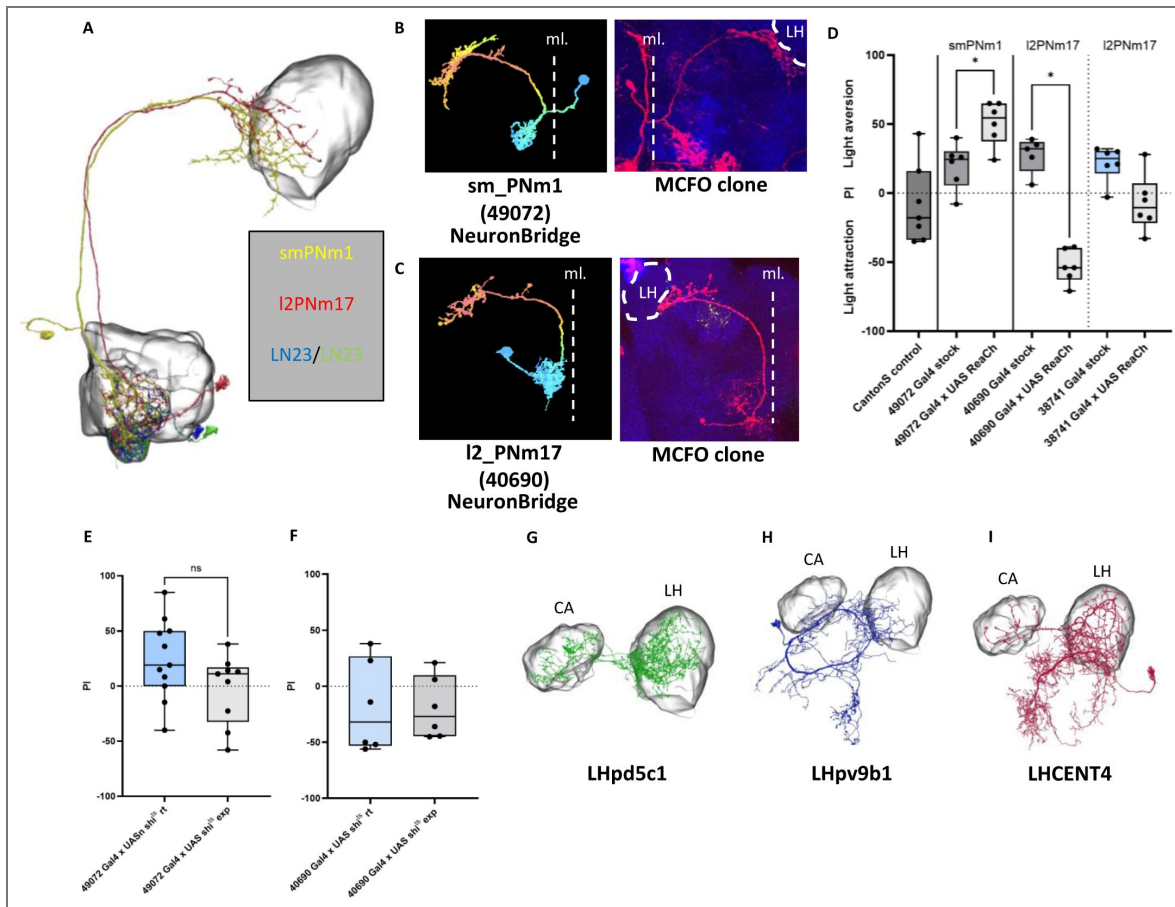 A
smPNm1
l2PNm17
LN23/LN23
B
ml.
ml.
LH
sm_PNm1
(49072)
NeuronBridge
MCFO clone
C
ml.
LH
ml.
l2_PNm17
(40690)
NeuronBridge
MCFO clone
D
smPNm1
l2PNm17
l2PNm17
100
50
0
-50
-100
Light aversion
PI
Light attraction
*
*
CantonS control
49072 Gal4 stock
49072 Gal4 x UAS ReaCh
40690 Gal4 stock
40690 Gal4 x UAS ReaCh
38741 Gal4 stock
38741 Gal4 x UAS ReaCh
E
ns
100
50
0
-50
-100
PI
49072 Gal4 x UASn shi^ts rt
49072 Gal4 x UAS shi^ts exp
F
100
50
0
-50
-100
PI
40690 Gal4 x UAS shi^ts rt
40690 Gal4 x UAS shi^ts exp
G
CA
LH
LHpd5c1
H
CA
LH
LHpv9b1
I
CA
LH
LHCENT4